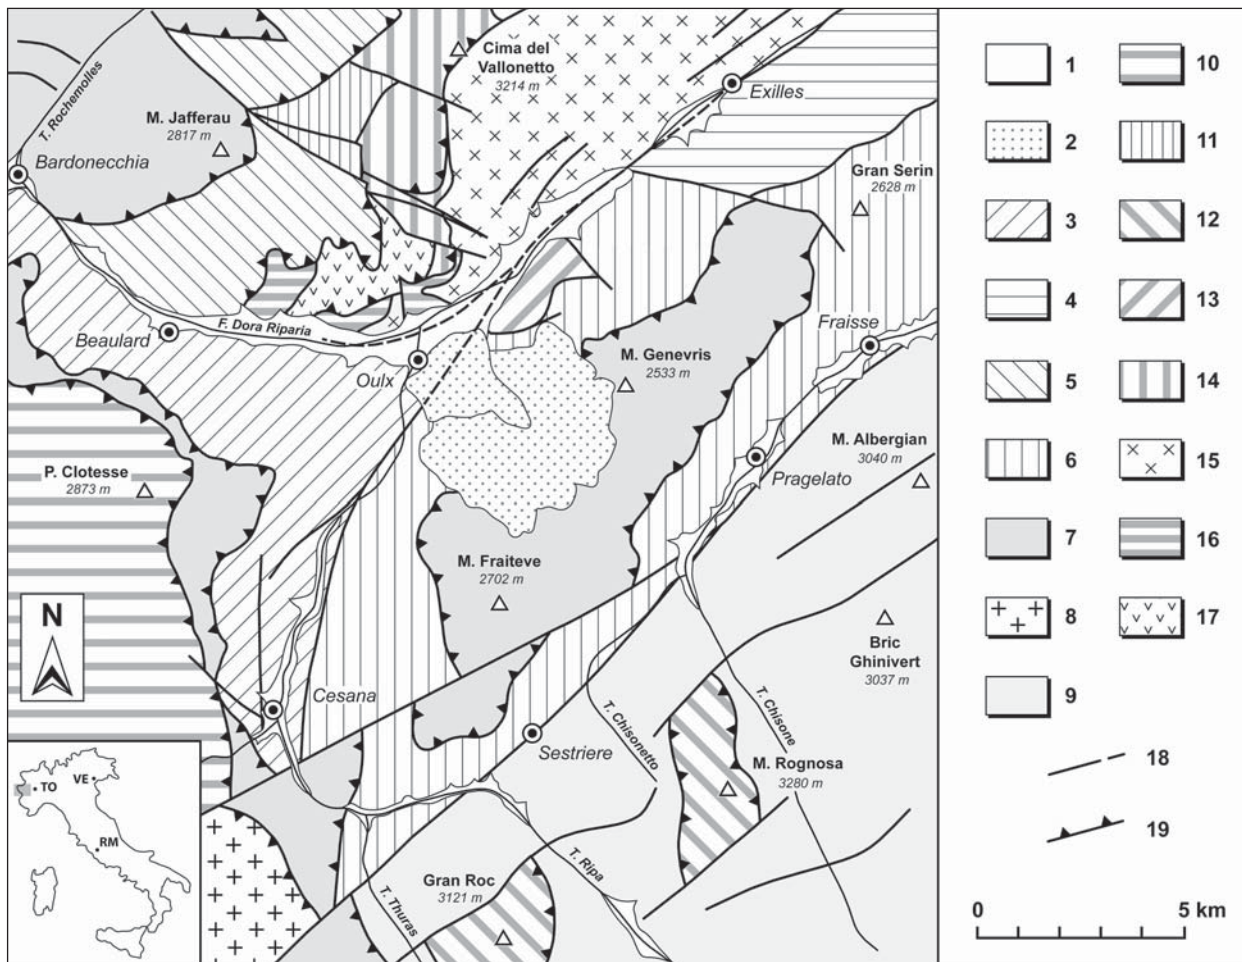 Cima del
Vallonetto
3214 m
T. Rochemolles
M. Jafferau
2817 m
Exilles
Bardonecchia
Gran Serin
2628 m
F. Dora Riparia
Beaulard
Oulx
Fraisse
M. Genevris
2533 m
M. Albergian
3040 m
P. Clotesse
2873 m
Pragelato
M. Fraiteve
2702 m
N
Bric
Ghinivert
3037 m
Cesana
T. Chisonetto
T. Chisone
Sestriere
M. Rognosa
3280 m
VE
TO
RM
Gran Roc
3121 m
T. Ripa
T. Thuras
1
2
3
4
5
6
7
8
9
10
11
12
13
14
15
16
17
18
19
0 5 km